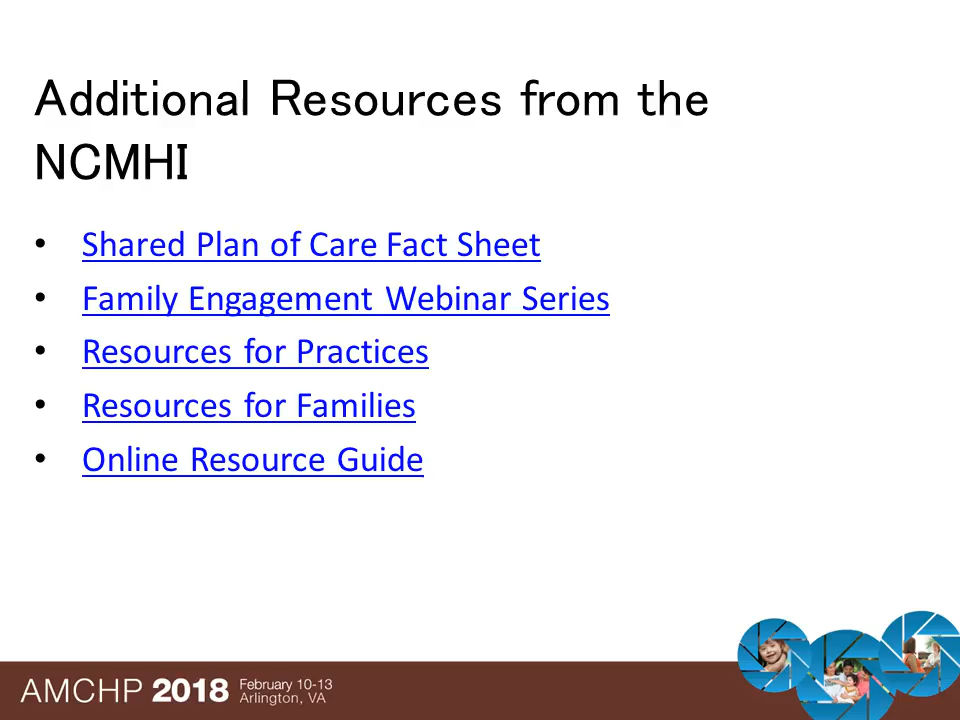 Additional Resources from the
NCMHI
• Shared Plan of Care Fact Sheet
• Family Engagement Webinar Series
• Resources for Practices
• Resources for Families
• Online Resource Guide
AMCHP 2018 February 10-13
Arlington, VA